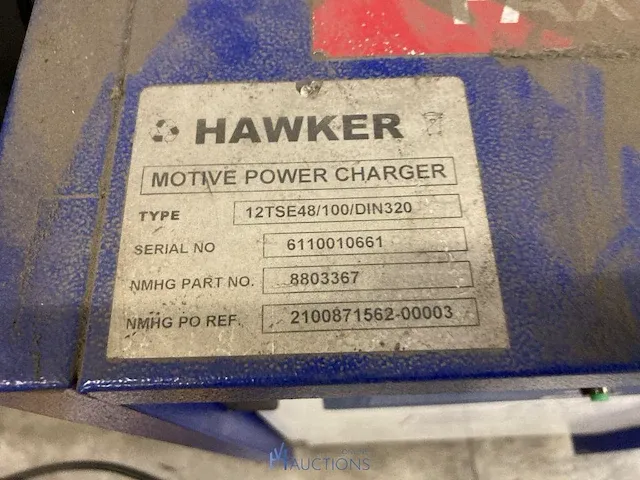 HAWKER
MOTIVE POWER CHARGER
TYPE 12TSE48/100/DIN320
SERIAL NO 6110010661
NMHG PART NO. 8803367
NMHG PO REF. 2100871562-00003
AUCTIONS